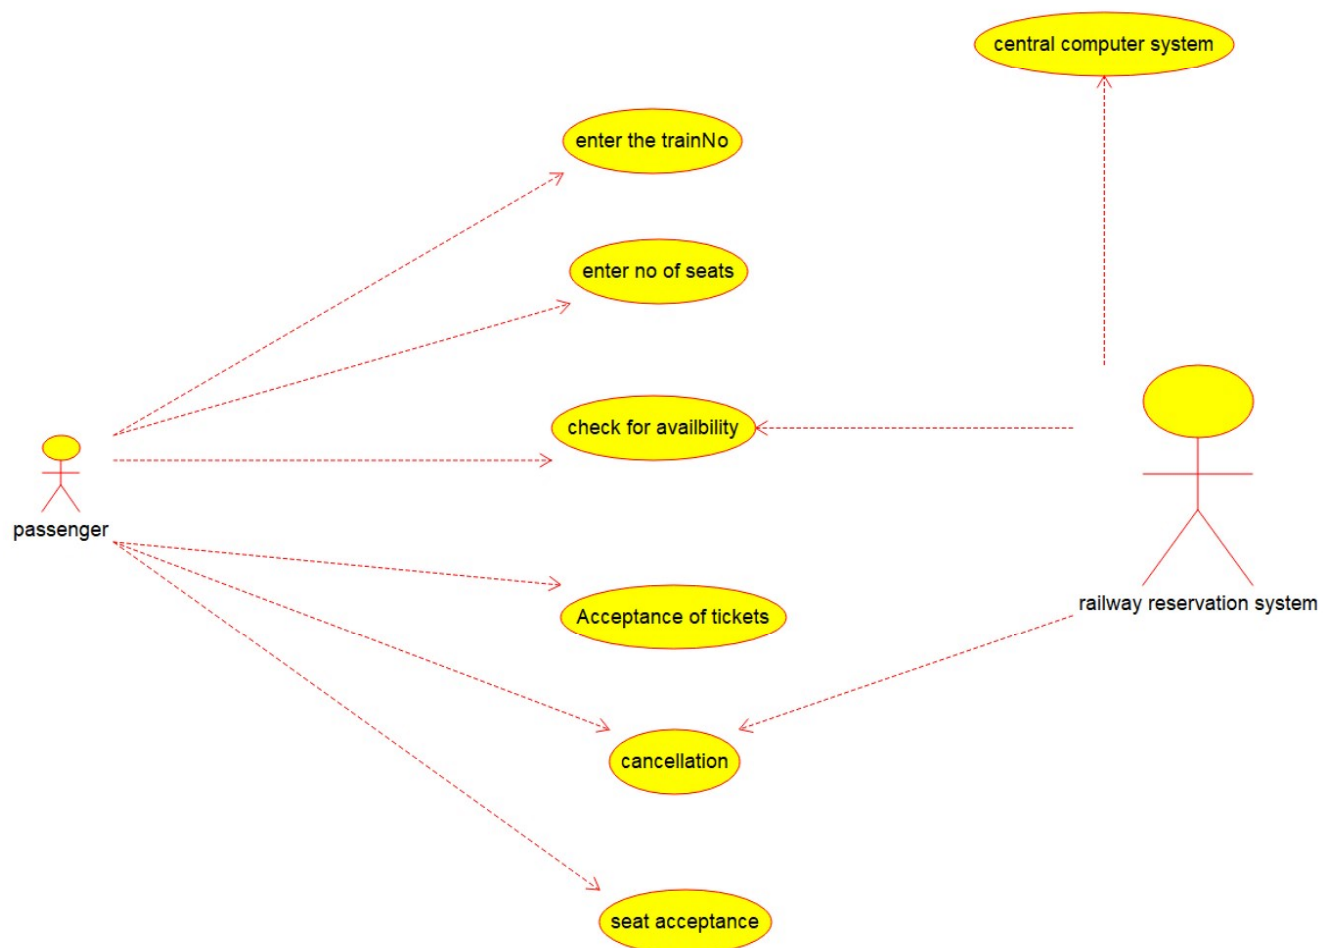 central computer system
enter the trainNo
enter no of seats
check for availbility
passenger
Acceptance of tickets
railway reservation system
cancellation
seat acceptance